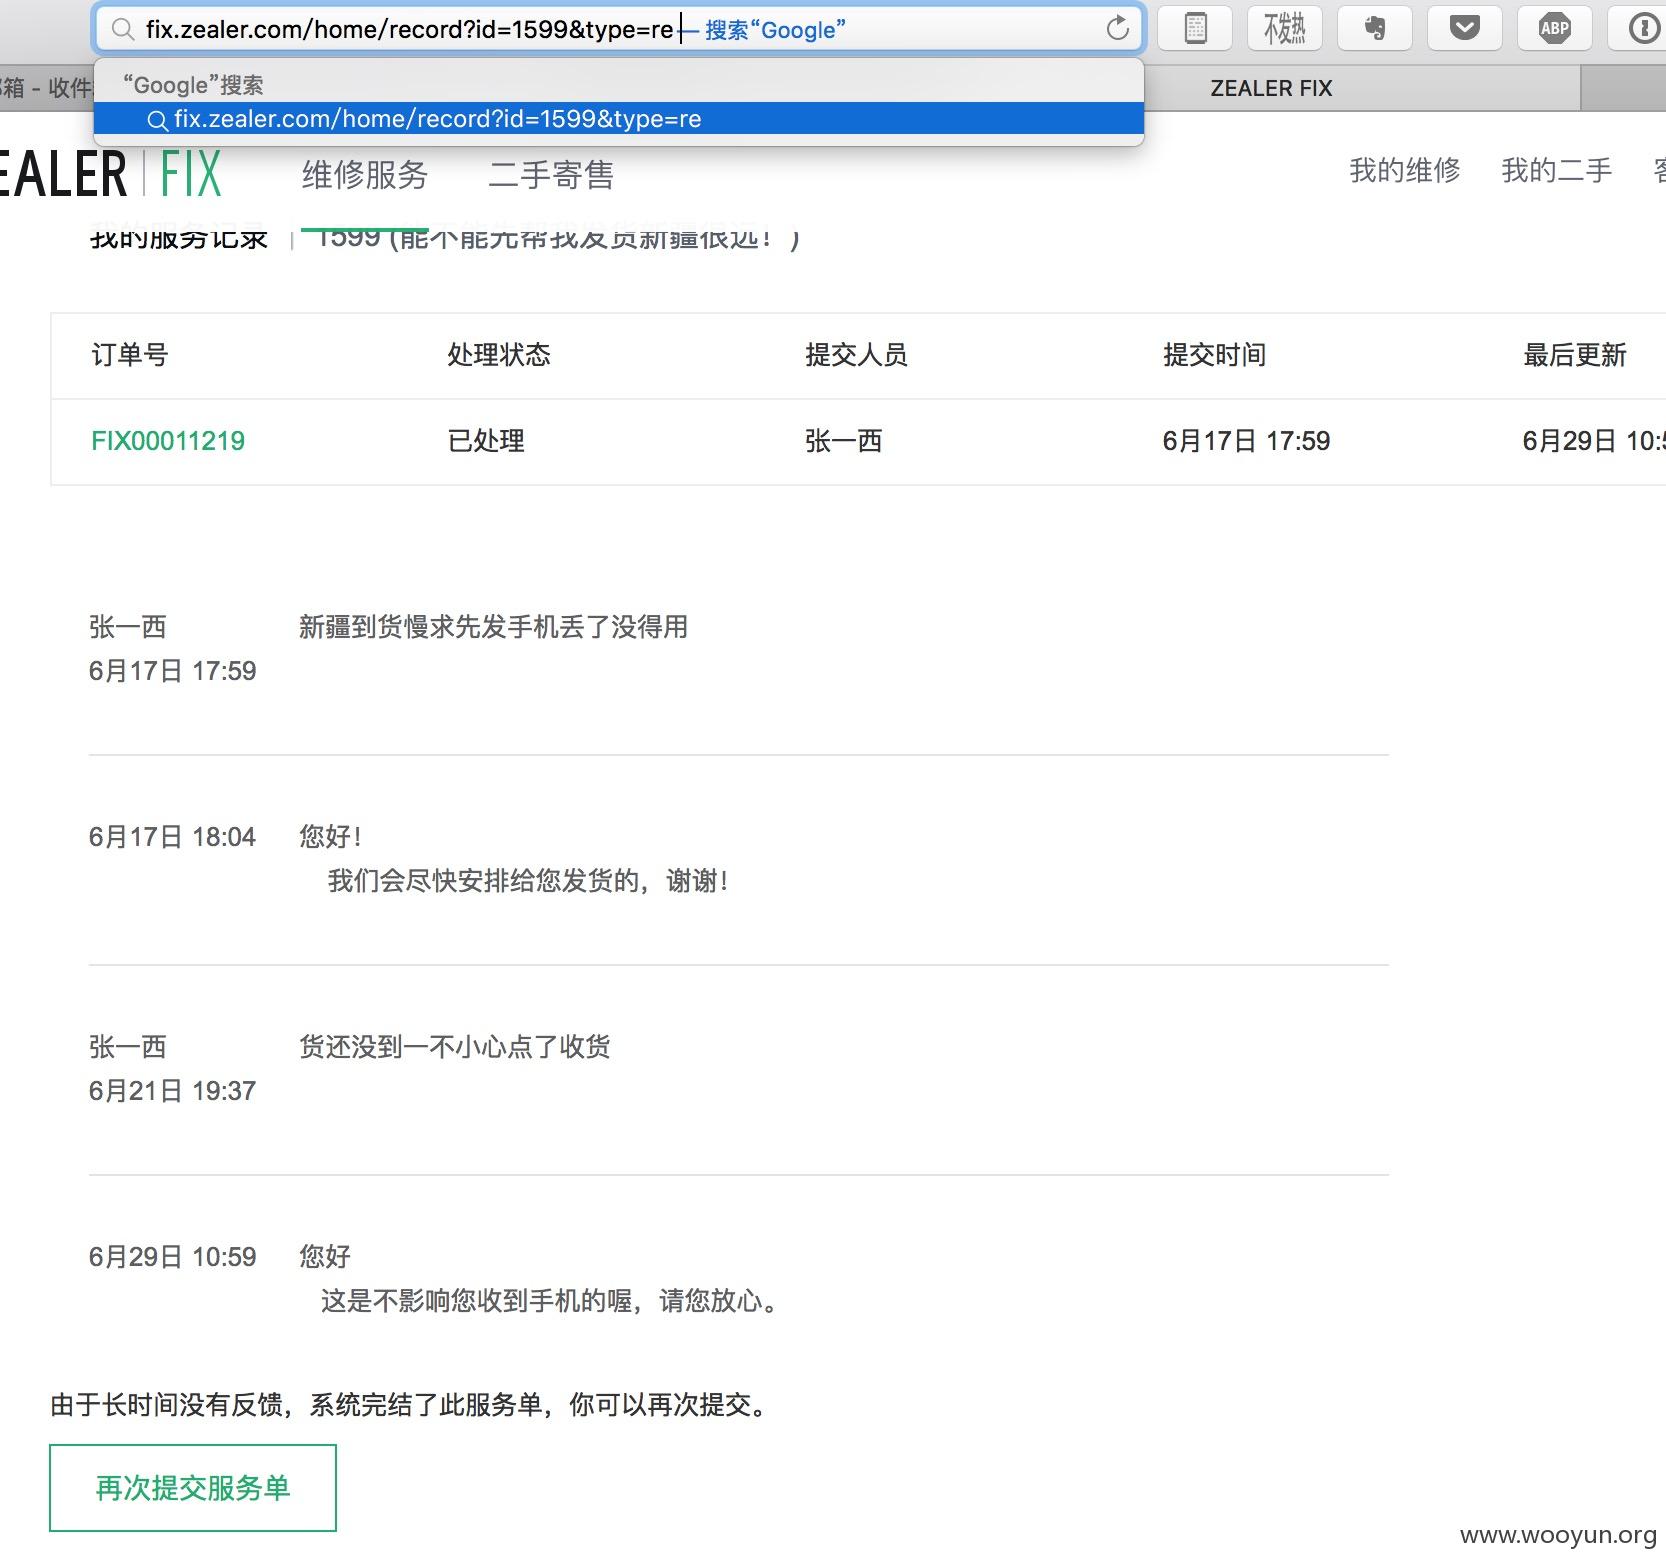 fix.zealer.com/home/record?id=1599&type=re — 搜索“Google”
不发热
ABP
“Google”搜索
箱 - 收件
ZEALER FIX
fix.zealer.com/home/record?id=1599&type=re
EALER FIX 维修服务 二手寄售 我的维修 我的二手
我的服务记录 | 1599 (能不能先帮我发货新疆很远！)
订单号 处理状态 提交人员 提交时间 最后更新
FIX00011219 已处理 张一西 6月17日 17:59 6月29日 10:5
张一西 新疆到货慢求先发手机丢了没得用
6月17日 17:59
6月17日 18:04 您好！
我们会尽快安排给您发货的，谢谢！
张一西 货还没到一不小心点了收货
6月21日 19:37
6月29日 10:59 您好
这是不影响您收到手机的喔，请您放心。
由于长时间没有反馈，系统完结了此服务单，你可以再次提交。
再次提交服务单
www.wooyun.org